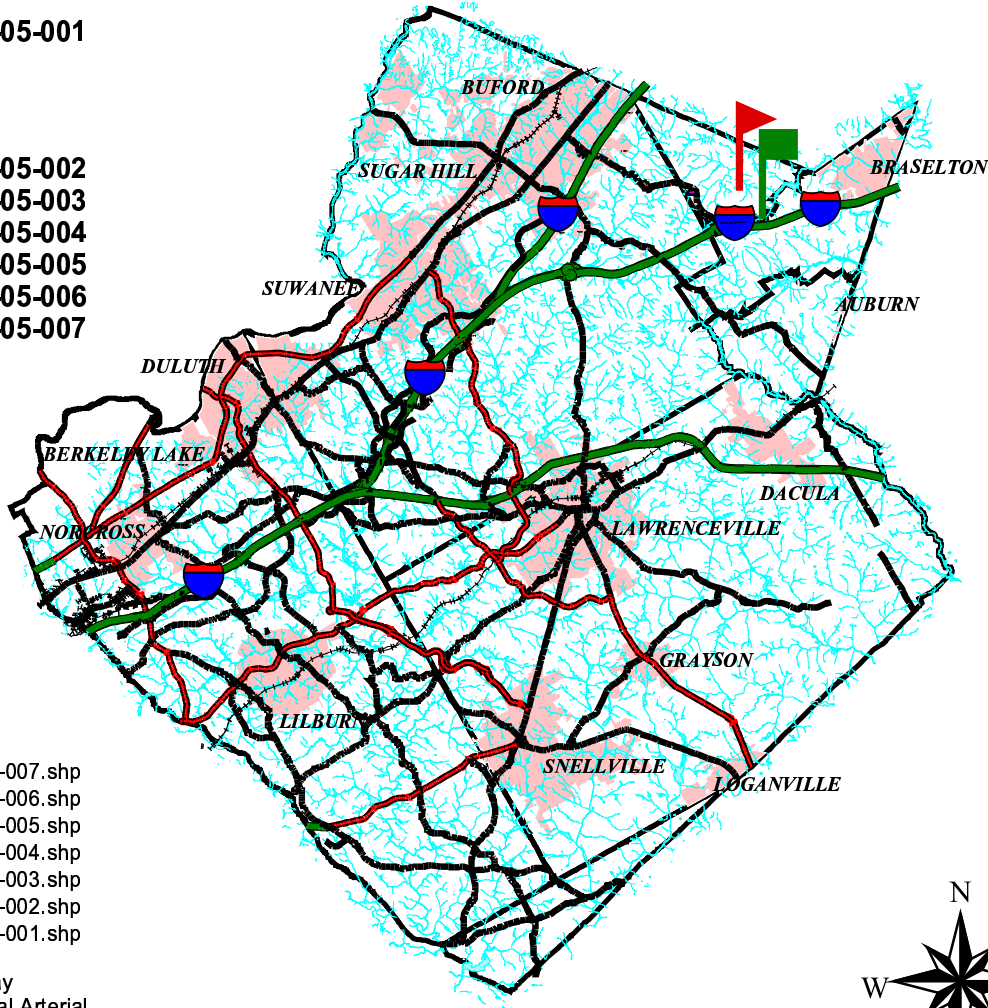 05-001
BUFORD
05-002
SUGAR HILL
BRASELTON
05-003
05-004
05-005
05-006
SUWANEE
AUBURN
05-007
DULUTH
BERKELEY LAKE
DACULA
NORCROSS
LAWRENCEVILLE
GRAYSON
LILBURN
SNELLVILLE
-007.shp
LOGANVILLE
-006.shp
-005.shp
-004.shp
-003.shp
-002.shp
N
-001.shp
W
al Arterial